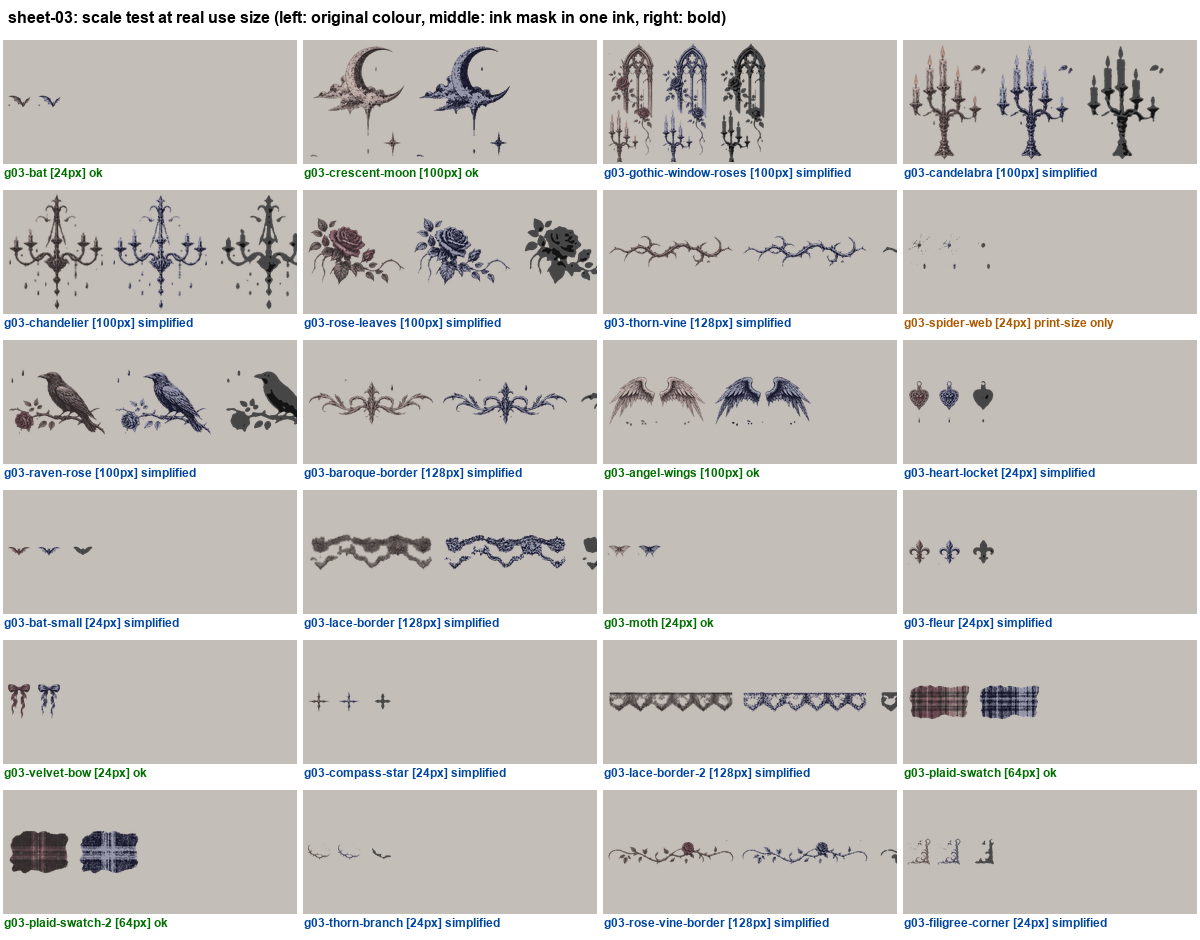 sheet-03: scale test at real use size (left: original colour, middle: ink mask in one ink, right: bold)
g03-bat [24px] ok
g03-crescent-moon [100px] ok
g03-gothic-window-roses [100px] simplified
g03-candelabra [100px] simplified
g03-chandelier [100px] simplified
g03-rose-leaves [100px] simplified
g03-thorn-vine [128px] simplified
g03-spider-web [24px] print-size only
g03-raven-rose [100px] simplified
g03-baroque-border [128px] simplified
g03-angel-wings [100px] ok
g03-heart-locket [24px] simplified
g03-bat-small [24px] simplified
g03-lace-border [128px] simplified
g03-moth [24px] ok
g03-fleur [24px] simplified
g03-velvet-bow [24px] ok
g03-compass-star [24px] simplified
g03-lace-border-2 [128px] simplified
g03-plaid-swatch [64px] ok
g03-plaid-swatch-2 [64px] ok
g03-thorn-branch [24px] simplified
g03-rose-vine-border [128px] simplified
g03-filigree-corner [24px] simplified